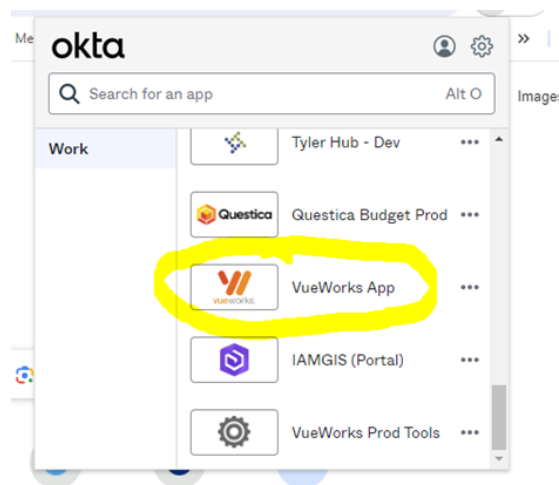 Me
okta
Search for an app Alt O
Images
Work
Tyler Hub - Dev
Questica Questica Budget Prod
vueworks. VueWorks App
IAMGIS (Portal)
VueWorks Prod Tools